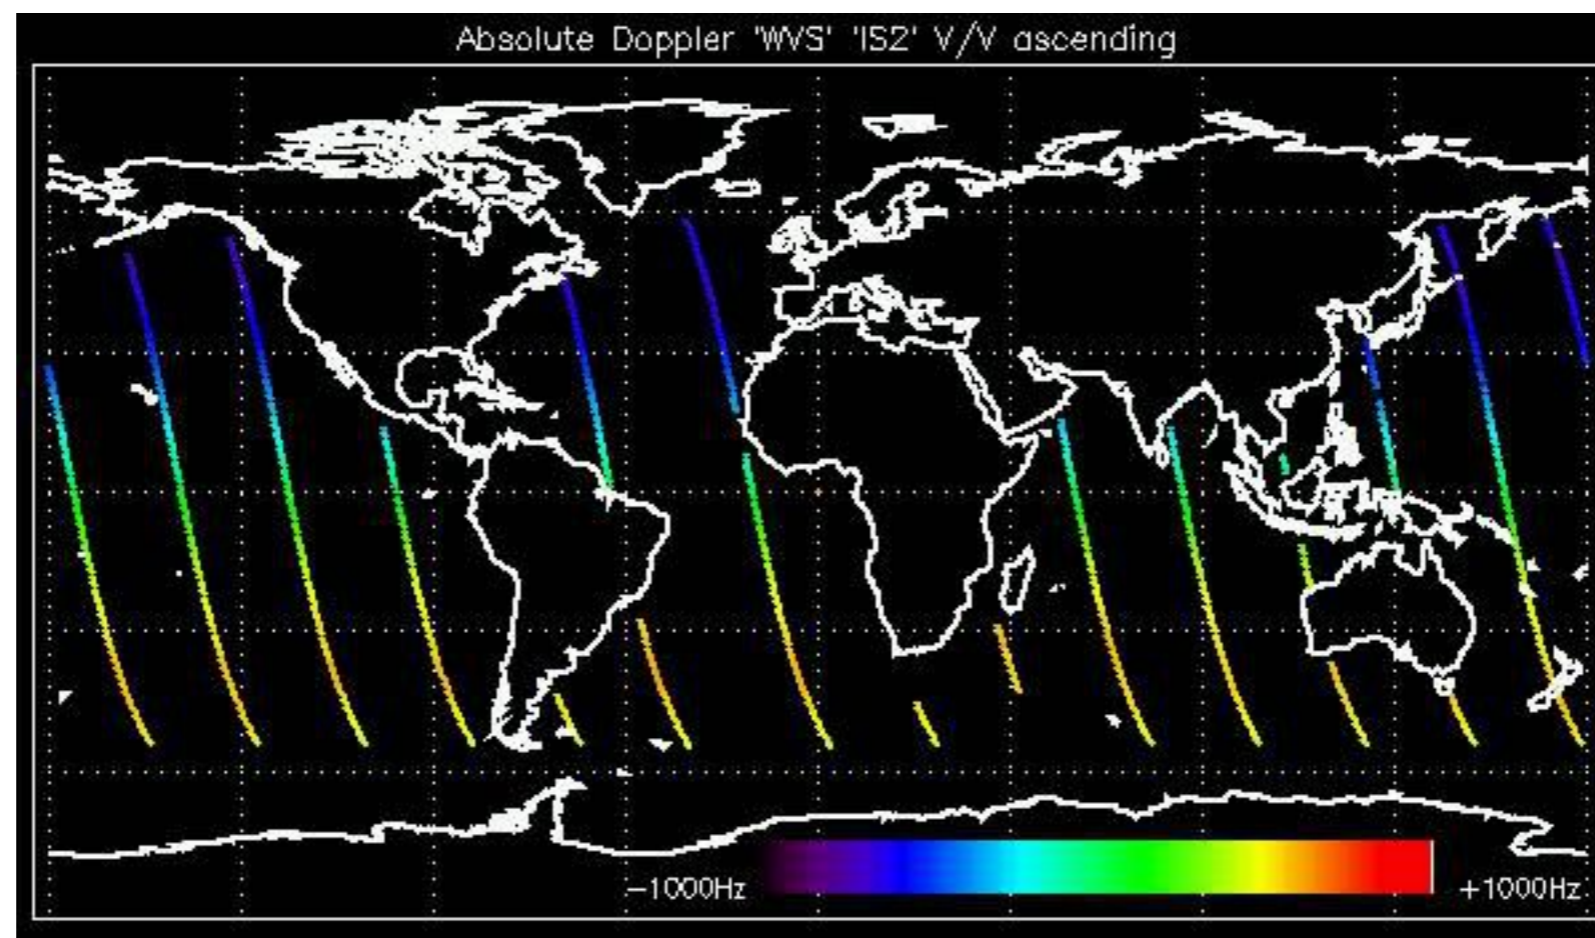 Absolute Doppler 'WVS' 'IS2' V/V ascending
-1000Hz
+1000Hz